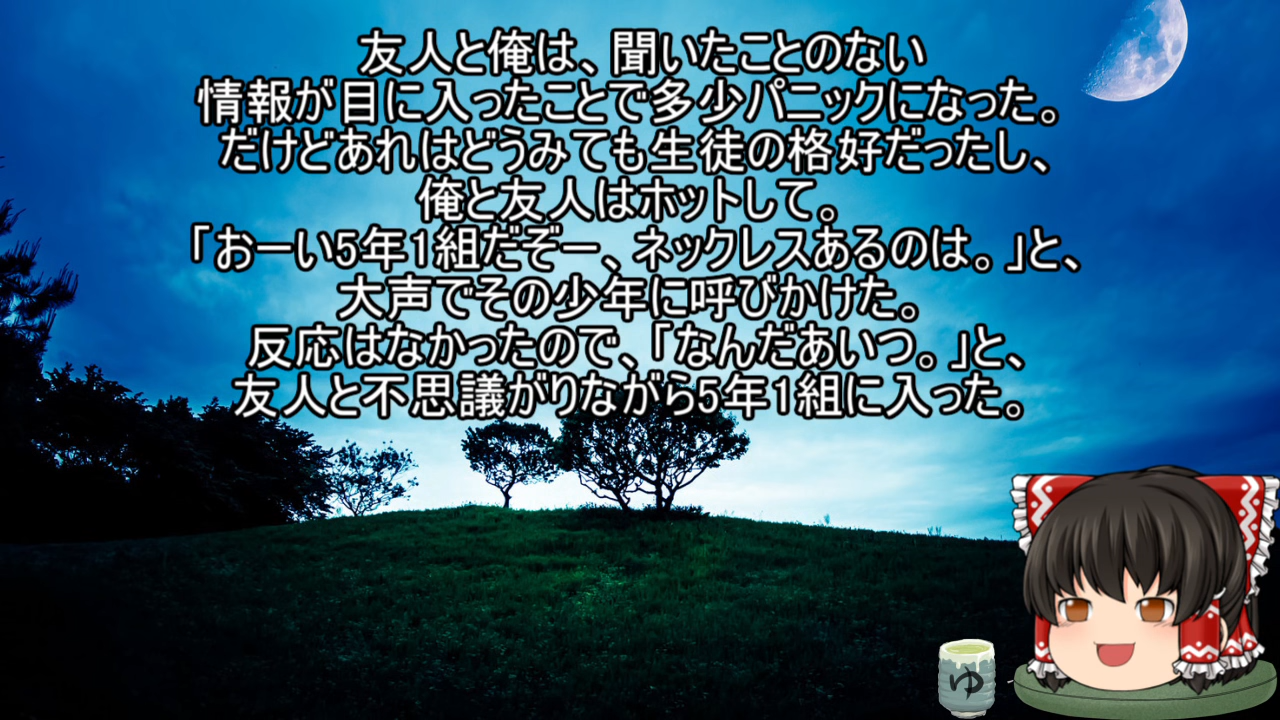 友人と俺は、聞いたことのない
情報が目に入ったことで多少パニックになった。
だけどあれはどうみても生徒の格好だったし、
俺と友人はホットして。
「おーい5年1組だぞー、ネックレスあるのは。」と、
大声でその少年に呼びかけた。
反応はなかったので、「なんだあいつ。」と、
友人と不思議がりながら5年1組に入った。
ゆ